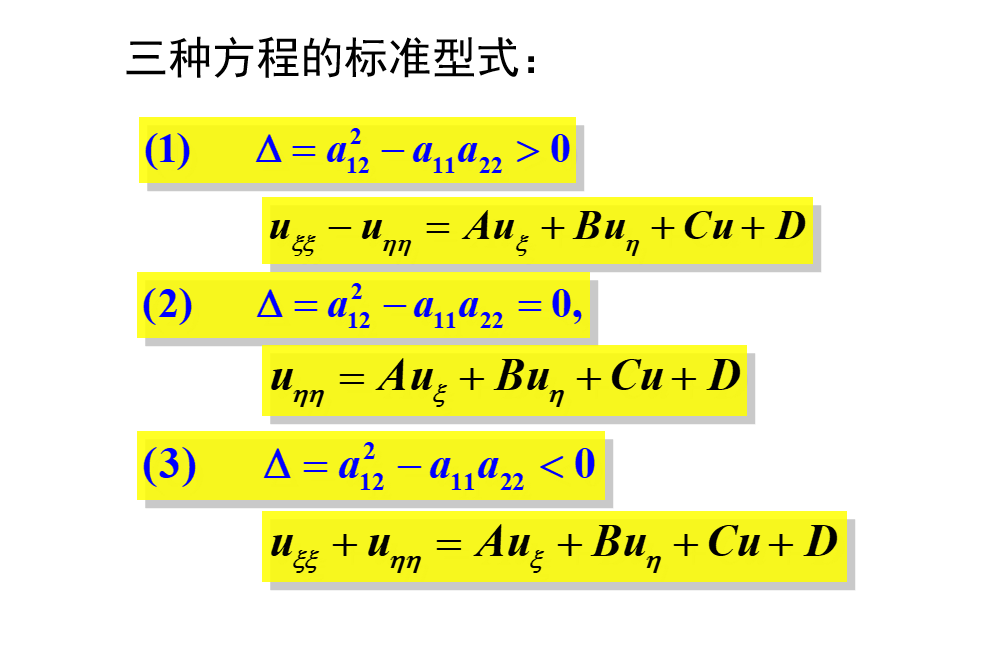 三种方程的标准型式：
(1) Δ = a₁₂² − a₁₁a₂₂ > 0
u_ξξ − u_ηη = Au_ξ + Bu_η + Cu + D
(2) Δ = a₁₂² − a₁₁a₂₂ = 0,
u_ηη = Au_ξ + Bu_η + Cu + D
(3) Δ = a₁₂² − a₁₁a₂₂ < 0
u_ξξ + u_ηη = Au_ξ + Bu_η + Cu + D